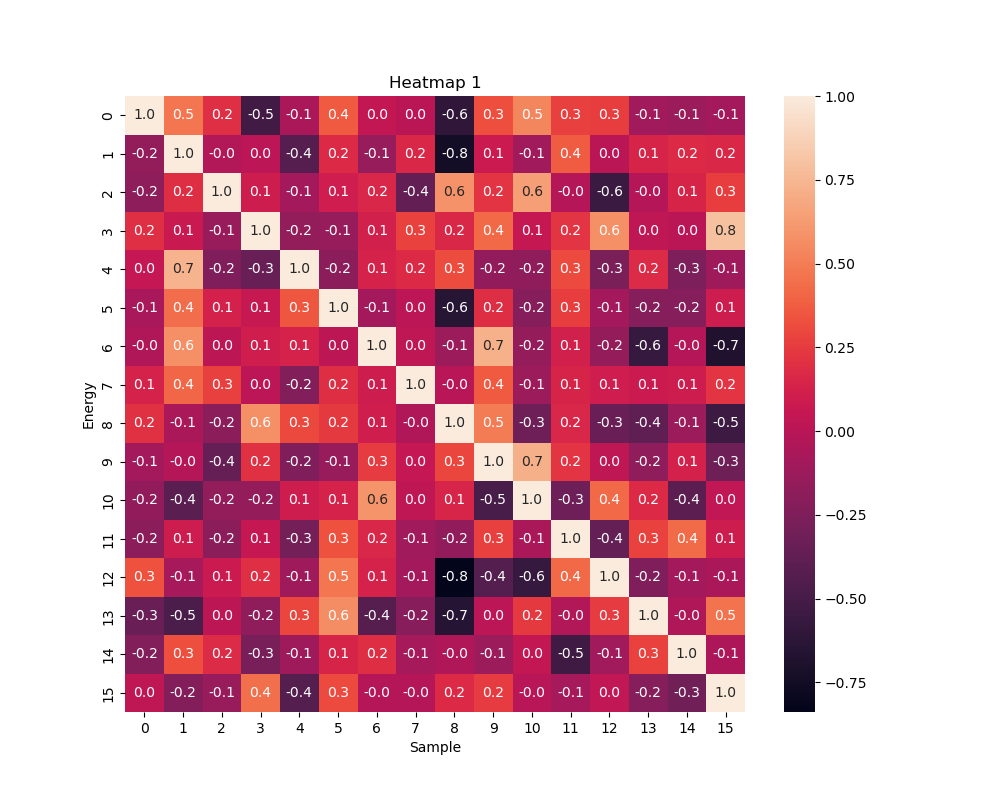 Heatmap 1
0 1.0 0.5 0.2 -0.5 -0.1 0.4 0.0 0.0 -0.6 0.3 0.5 0.3 0.3 -0.1 -0.1 -0.1
1 -0.2 1.0 -0.0 0.0 -0.4 0.2 -0.1 0.2 -0.8 0.1 -0.1 0.4 0.0 0.1 0.2 0.2
2 -0.2 0.2 1.0 0.1 -0.1 0.1 0.2 -0.4 0.6 0.2 0.6 -0.0 -0.6 -0.0 0.1 0.3
3 0.2 0.1 -0.1 1.0 -0.2 -0.1 0.1 0.3 0.2 0.4 0.1 0.2 0.6 0.0 0.0 0.8
4 0.0 0.7 -0.2 -0.3 1.0 -0.2 0.1 0.2 0.3 -0.2 -0.2 0.3 -0.3 0.2 -0.3 -0.1
5 -0.1 0.4 0.1 0.1 0.3 1.0 -0.1 0.0 -0.6 0.2 -0.2 0.3 -0.1 -0.2 -0.2 0.1
6 -0.0 0.6 0.0 0.1 0.1 0.0 1.0 0.0 -0.1 0.7 -0.2 0.1 -0.2 -0.6 -0.0 -0.7
7 0.1 0.4 0.3 0.0 -0.2 0.2 0.1 1.0 -0.0 0.4 -0.1 0.1 0.1 0.1 0.1 0.2
8 0.2 -0.1 -0.2 0.6 0.3 0.2 0.1 -0.0 1.0 0.5 -0.3 0.2 -0.3 -0.4 -0.1 -0.5
9 -0.1 -0.0 -0.4 0.2 -0.2 -0.1 0.3 0.0 0.3 1.0 0.7 0.2 0.0 -0.2 0.1 -0.3
10 -0.2 -0.4 -0.2 -0.2 0.1 0.1 0.6 0.0 0.1 -0.5 1.0 -0.3 0.4 0.2 -0.4 0.0
11 -0.2 0.1 -0.2 0.1 -0.3 0.3 0.2 -0.1 -0.2 0.3 -0.1 1.0 -0.4 0.3 0.4 0.1
12 0.3 -0.1 0.1 0.2 -0.1 0.5 0.1 -0.1 -0.8 -0.4 -0.6 0.4 1.0 -0.2 -0.1 -0.1
13 -0.3 -0.5 0.0 -0.2 0.3 0.6 -0.4 -0.2 -0.7 0.0 0.2 -0.0 0.3 1.0 -0.0 0.5
14 -0.2 0.3 0.2 -0.3 -0.1 0.1 0.2 -0.1 -0.0 -0.1 0.0 -0.5 -0.1 0.3 1.0 -0.1
15 0.0 -0.2 -0.1 0.4 -0.4 0.3 -0.0 -0.0 0.2 0.2 -0.0 -0.1 0.0 -0.2 -0.3 1.0
0 1 2 3 4 5 6 7 8 9 10 11 12 13 14 15
Sample
Energy
1.00
0.75
0.50
0.25
0.00
−0.25
−0.50
−0.75